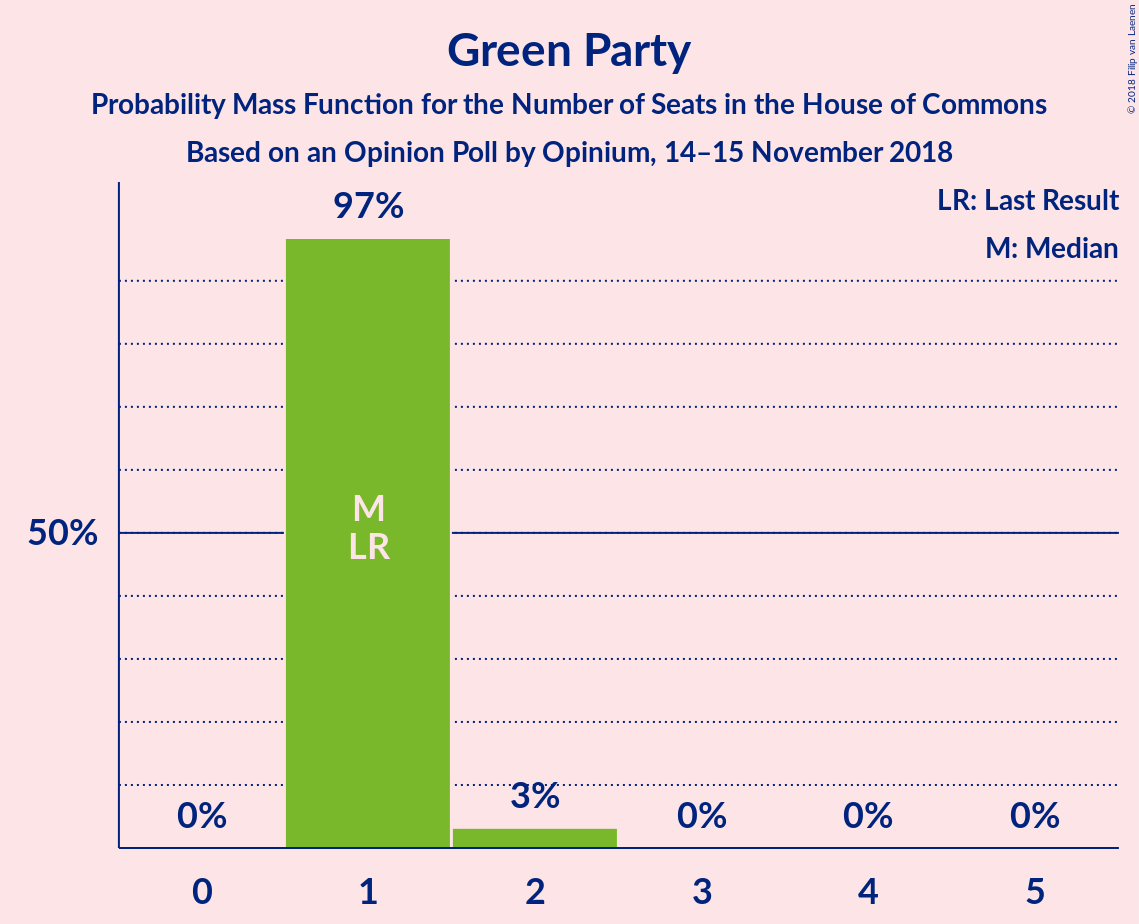 Green Party
Probability Mass Function for the Number of Seats in the House of Commons
Based on an Opinion Poll by Opinium, 14–15 November 2018
© 2018 Filip van Laenen
LR: Last Result
M: Median
97%
M
LR
50%
0%
3%
0%
0%
0%
0
1
2
3
4
5